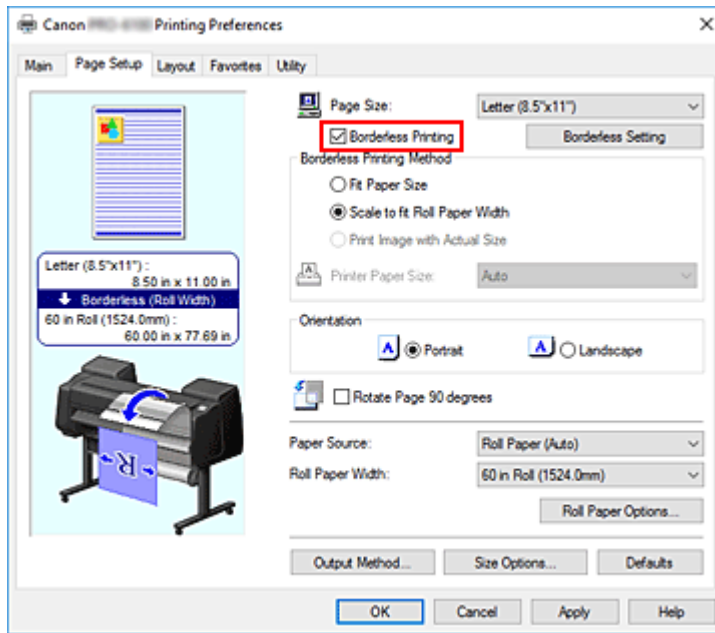 Canon Printing Preferences
Main Page Setup Layout Favorites Utility
Page Size: Letter (8.5"x11")
Borderless Printing Borderless Setting
Borderless Printing Method
Fit Paper Size
Scale to fit Roll Paper Width
Print Image with Actual Size
Printer Paper Size: Auto
Letter (8.5"x11") :
8.50 in x 11.00 in
Borderless (Roll Width)
60 in Roll (1524.0mm) :
60.00 in x 77.69 in
Orientation
A Portrait A Landscape
Rotate Page 90 degrees
R
Paper Source: Roll Paper (Auto)
Roll Paper Width: 60 in Roll (1524.0mm)
Roll Paper Options...
Output Method... Size Options... Defaults
OK Cancel Apply Help